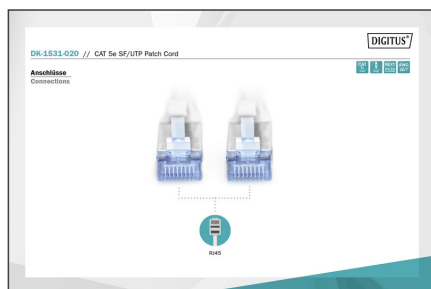 DIGITUS®
DK-1531-020 // CAT 5e SF/UTP Patch Cord
Anschlüsse
Connections
RJ45